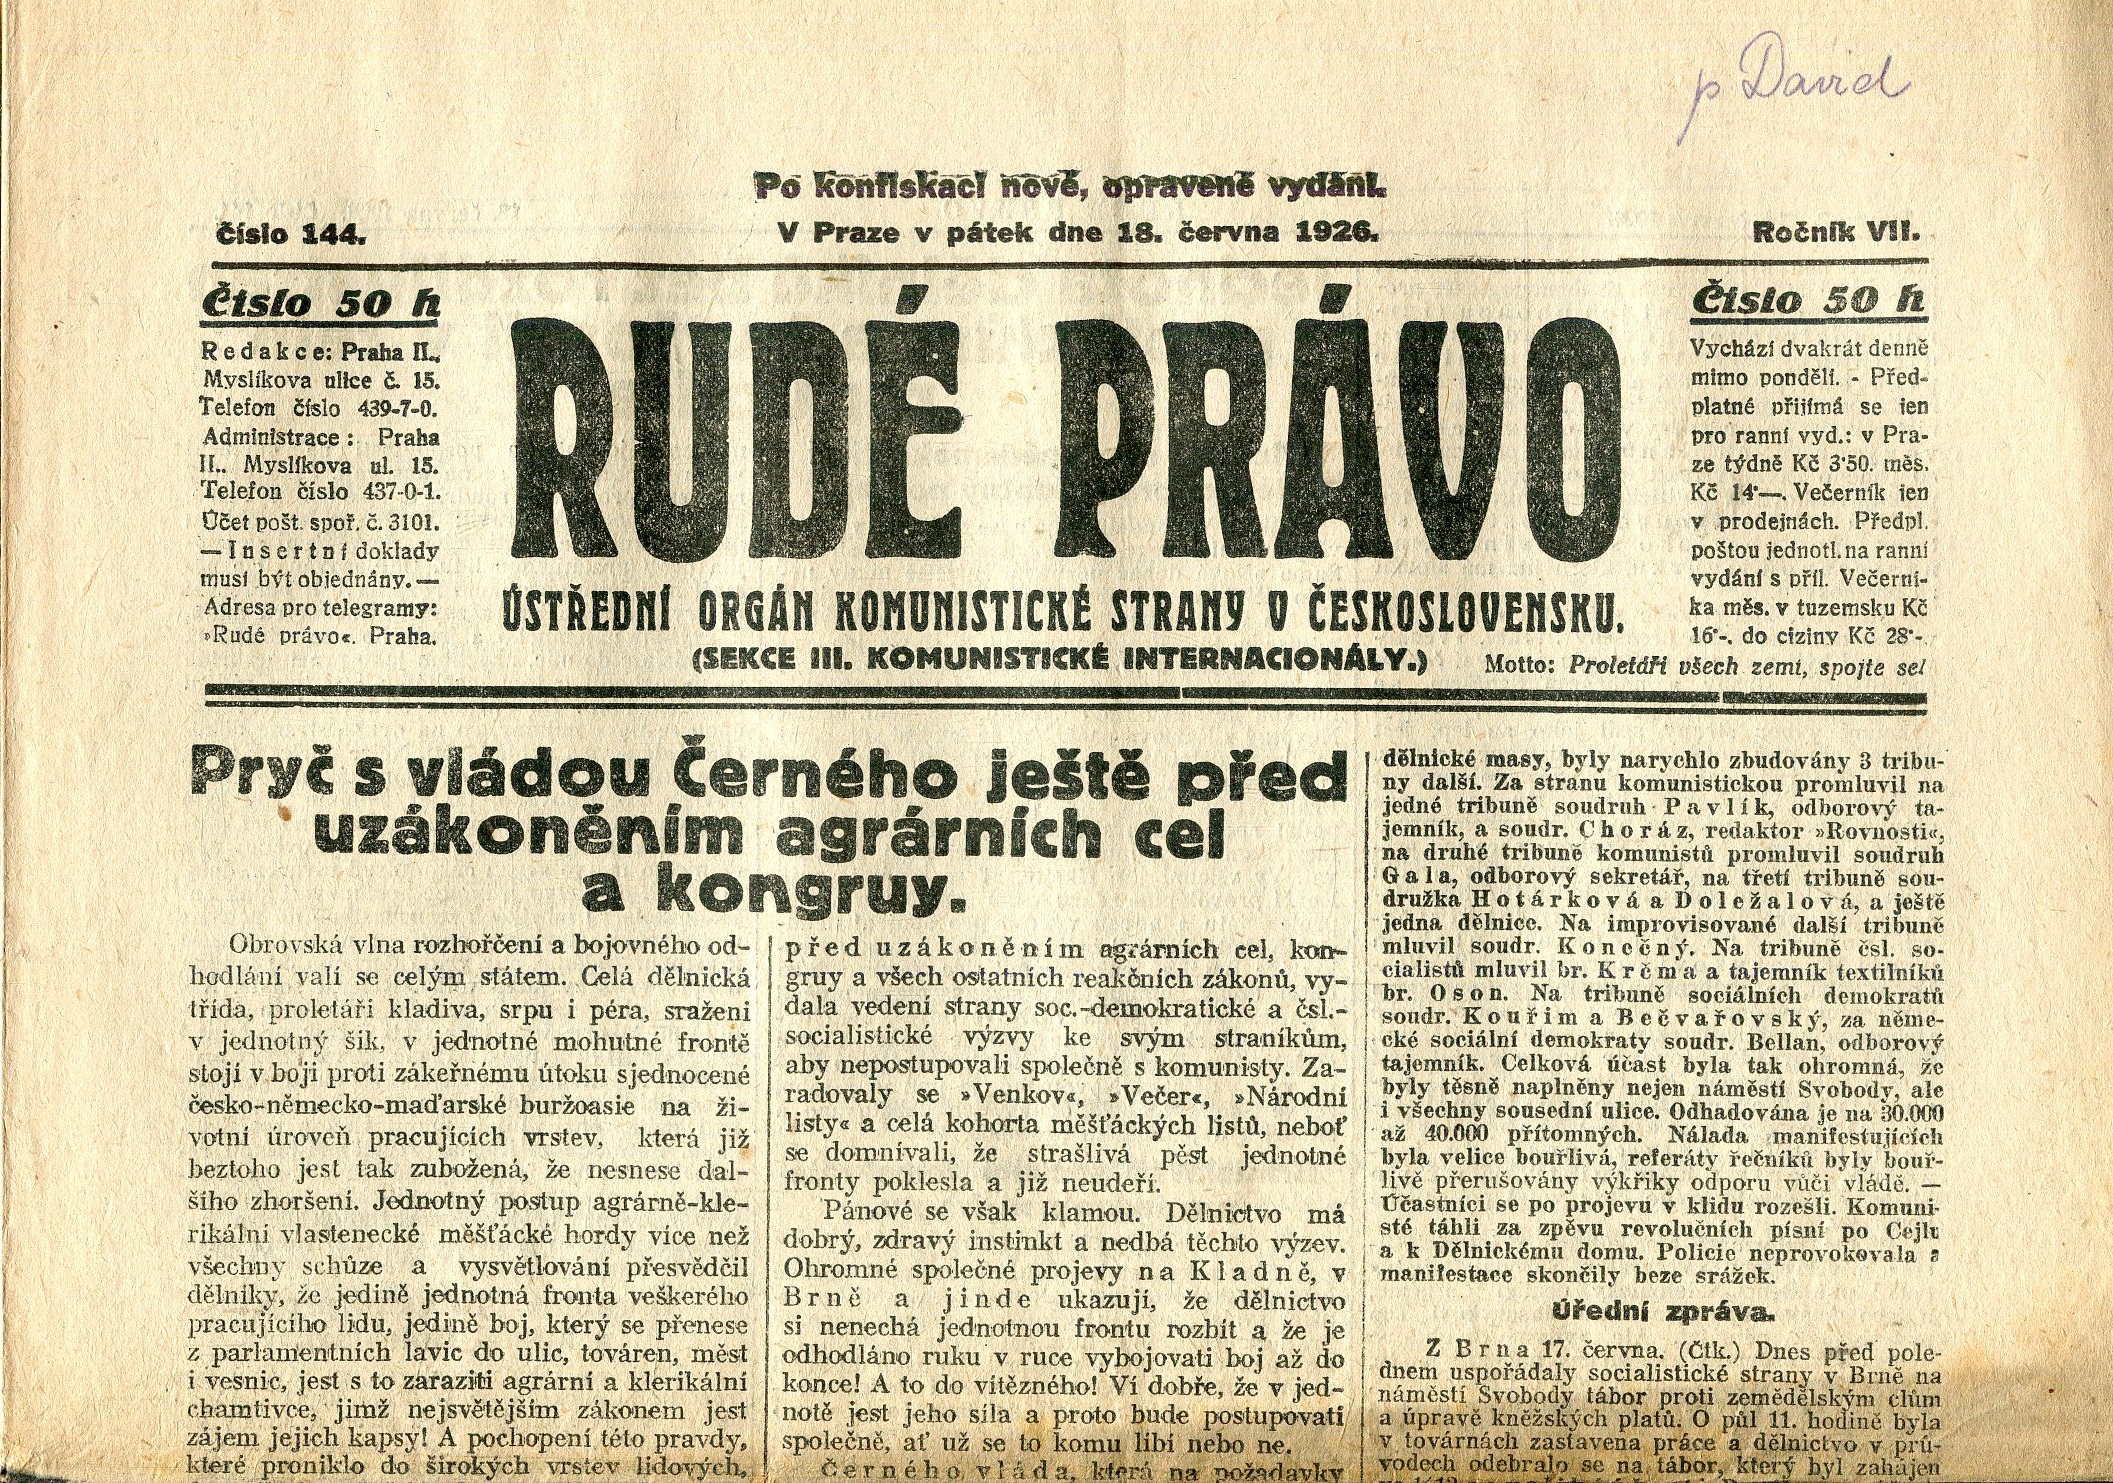 p David
Po konfiskaci nové, opravené vydání.
Číslo 144.
V Praze v pátek dne 18. června 1926.
Ročník VII.
Číslo 50 h
Redakce: Praha II.,
Myslíkova ulice č. 15.
Telefon číslo 439-7-0.
Administrace: Praha
II., Myslíkova ul. 15.
Telefon číslo 437-0-1.
Účet pošt. spoř. č. 3101.
—Insertní doklady
musí být objednány.—
Adresa pro telegramy:
»Rudé právo«. Praha.
RUDÉ PRÁVO
ÚSTŘEDNÍ ORGÁN KOMUNISTICKÉ STRANY V ČESKOSLOVENSKU.
(SEKCE III. KOMUNISTICKÉ INTERNACIONÁLY.)
Motto: Proletáři všech zemí, spojte se!
Číslo 50 h
Vychází dvakrát denně
mimo pondělí. - Před-
platné přijímá se jen
pro ranní vyd.: v Pra-
ze týdně Kč 3·50. měs.
Kč 14·—. Večerník jen
v prodejnách. Předpl.
poštou jednotl. na ranní
vydání s příl. Večerní-
ka měs. v tuzemsku Kč
16·-. do ciziny Kč 28·-.
Pryč s vládou Černého ještě před
uzákoněním agrárních cel
a kongruy.
Obrovská vlna rozhořčení a bojovného od-
hodlání valí se celým státem. Celá dělnická
třída, proletáři kladiva, srpu i péra, sraženi
v jednotný šik, v jednotné mohutné frontě
stojí v boji proti zákeřnému útoku sjednocené
česko-německo-maďarské buržoasie na ži-
votní úroveň pracujících vrstev, která již
beztoho jest tak zubožená, že nesnese dal-
šího zhoršení. Jednotný postup agrárně-kle-
rikální vlastenecké měšťácké hordy více než
všechny schůze a vysvětlování přesvědčil
dělníky, že jedině jednotná fronta veškerého
pracujícího lidu, jedině boj, který se přenese
z parlamentních lavic do ulic, továren, měst
i vesnic, jest s to zaraziti agrární a klerikální
chamtivce, jimž nejsvětějším zákonem jest
zájem jejich kapsy! A pochopení této pravdy,
které proniklo do širokých vrstev lidových,
před uzákoněním agrárních cel, kon-
gruy a všech ostatních reakčních zákonů, vy-
dala vedení strany soc.-demokratické a čsl.-
socialistické výzvy ke svým straníkům,
aby nepostupovali společně s komunisty. Za-
radovaly se »Venkov«, »Večer«, »Národní
listy« a celá kohorta měšťáckých listů, neboť
se domnívali, že strašlivá pěst jednotné
fronty poklesla a již neudeří.
Pánové se však klamou. Dělnictvo má
dobrý, zdravý instinkt a nedbá těchto výzev.
Ohromné společné projevy na Kladně, v
Brně a jinde ukazují, že dělnictvo
si nenechá jednotnou frontu rozbít a že je
odhodláno ruku v ruce vybojovati boj až do
konce! A to do vítězného! Ví dobře, že v jed-
notě jest jeho síla a proto bude postupovati
společně, ať už se to komu líbí nebo ne.
Černého vláda, která na požadavky
dělnické masy, byly narychlo zbudovány 3 tribu-
ny další. Za stranu komunistickou promluvil na
jedné tribuně soudruh Pavlík, odborový ta-
jemník, a soudr. Choráz, redaktor »Rovnosti«,
na druhé tribuně komunistů promluvil soudruh
Gala, odborový sekretář, na třetí tribuně sou-
družka Hotárková a Doležalová, a ještě
jedna dělnice. Na improvisované další tribuně
mluvil soudr. Konečný. Na tribuně čsl. so-
cialistů mluvil br. Krčma a tajemník textilníků
br. Oson. Na tribuně sociálních demokratů
soudr. Kouřim a Bečvařovský, za něme-
cké sociální demokraty soudr. Bellan, odborový
tajemník. Celková účast byla tak ohromná, že
byly těsně naplněny nejen náměstí Svobody, ale
i všechny sousední ulice. Odhadována je na 30.000
až 40.000 přítomných. Nálada manifestujících
byla velice bouřlivá, referáty řečníků byly bouř-
livě přerušovány výkřiky odporu vůči vládě. —
Účastníci se po projevu v klidu rozešli. Komuni-
sté táhli za zpěvu revolučních písní po Cejlu
a k Dělnickému domu. Policie neprovokovala a
manifestace skončily beze srážek.
Úřední zpráva.
Z Brna 17. června. (Čtk.) Dnes před pole-
dnem uspořádaly socialistické strany v Brně na
náměstí Svobody tábor proti zemědělským clům
a úpravě kněžských platů. O půl 11. hodině byla
v továrnách zastavena práce a dělnictvo v prů-
vodech odebralo se na tábor, který byl zahájen